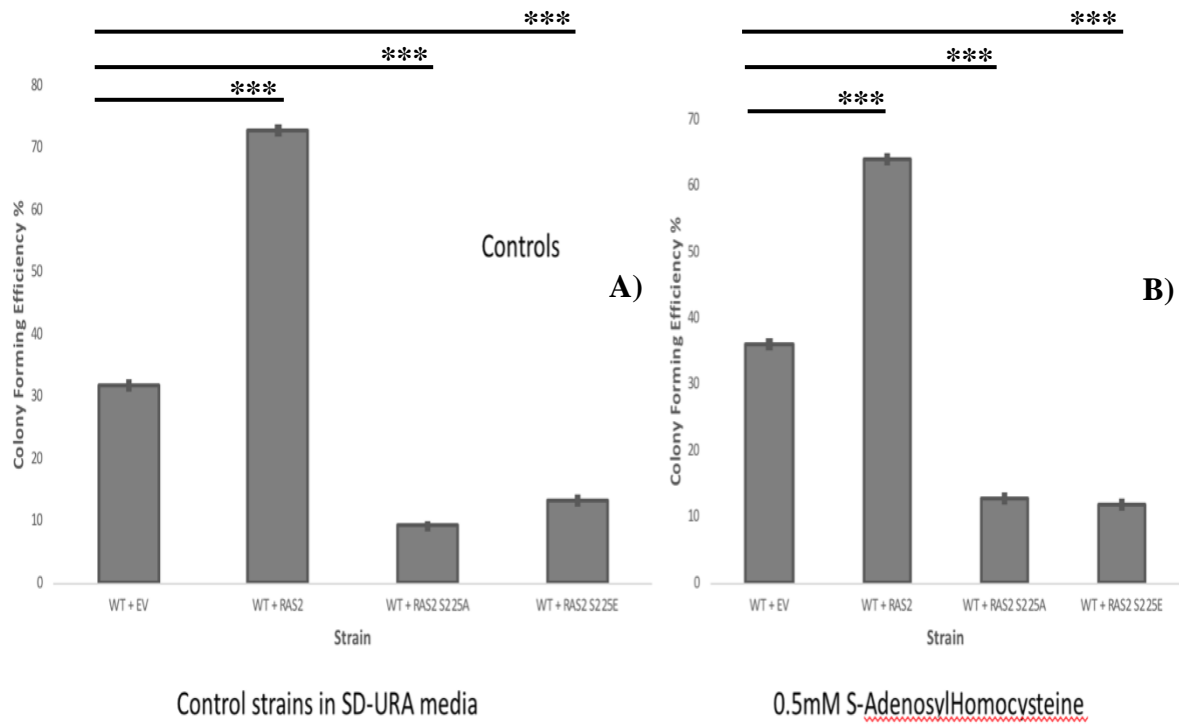 ***
***
***
80
70
60
50
40
30
20
10
0
Colony Forming Efficiency %
Controls
A)
WT + EV
WT + RAS2
WT + RAS2 S225A
WT + RAS2 S225E
Strain
Control strains in SD-URA media
***
***
***
70
60
50
40
30
20
10
0
Colony Forming Efficiency %
B)
WT + EV
WT + RAS2
WT + RAS2 S225A
WT + RAS2 S225E
Strain
0.5mM S-AdenosylHomocysteine